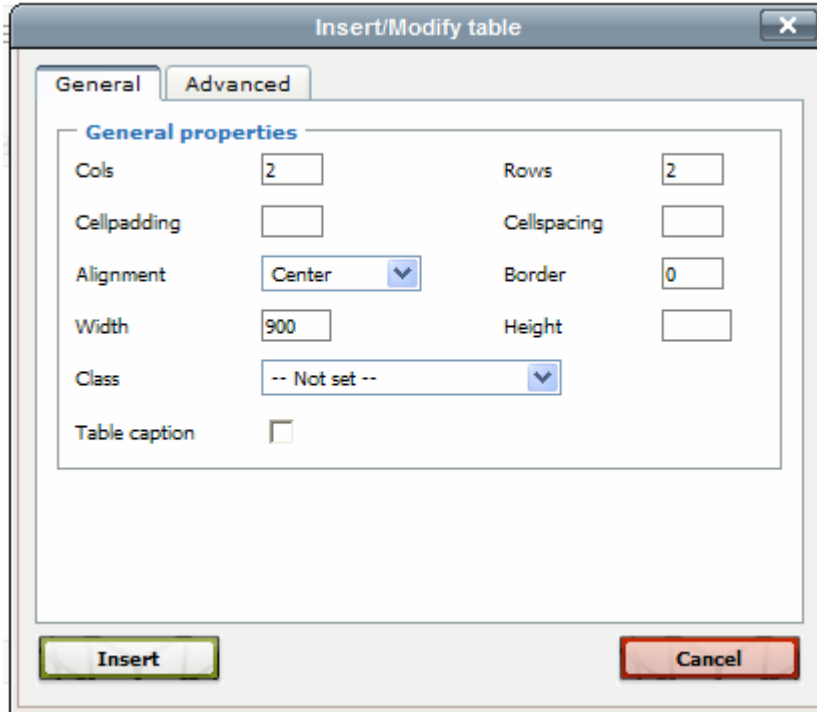 Insert/Modify table
General Advanced
General properties
Cols 2 Rows 2
Cellpadding Cellspacing
Alignment Center Border 0
Width 900 Height
Class -- Not set --
Table caption
Insert Cancel